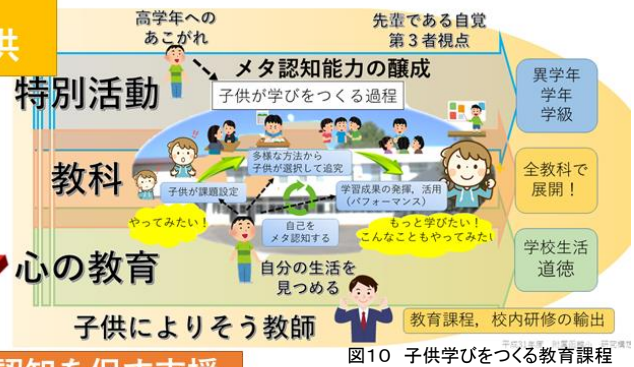 供
高学年への
あこがれ
先輩である自覚
第3者視点
特別活動
メタ認知能力の醸成
子供が学びをつくる過程
異学年
学年
学級
教科
多様な方法から
子供が選択して追究
子供が課題設定
学習成果の発揮,活用
(パフォーマンス)
全教科で
展開!
やってみたい!
自己を
メタ認知する
もっと学びたい!
こんなこともやってみたい
心の教育
自分の生活を
見つめる
学校生活
道徳
子供によりそう教師
教育課程,校内研修の輸出
認知を促す支援
図10 子供学びをつくる教育課程